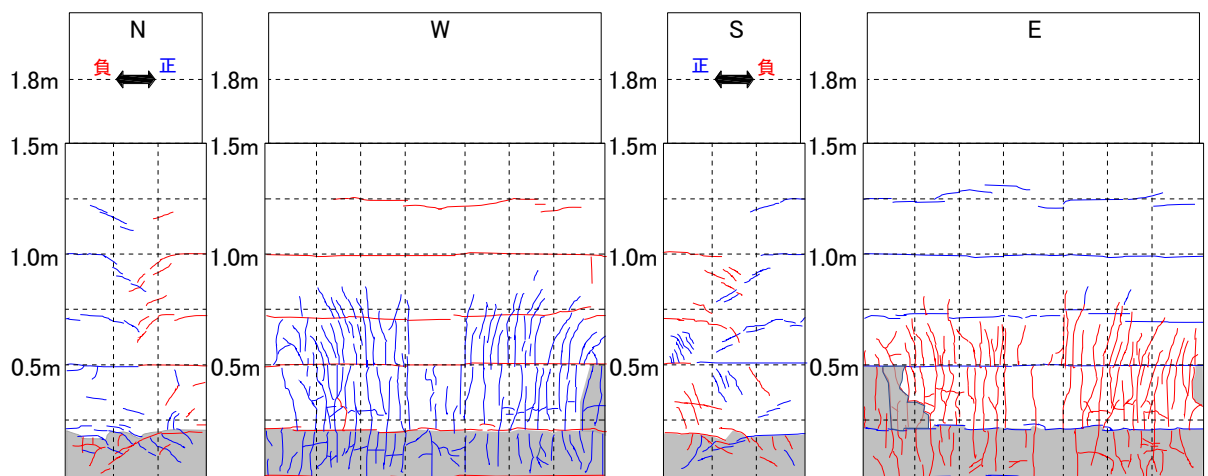 N W S E
負 正 正 負
1.8m 1.8m 1.8m 1.8m
1.5m 1.5m 1.5m 1.5m
1.0m 1.0m 1.0m 1.0m
0.5m 0.5m 0.5m 0.5m